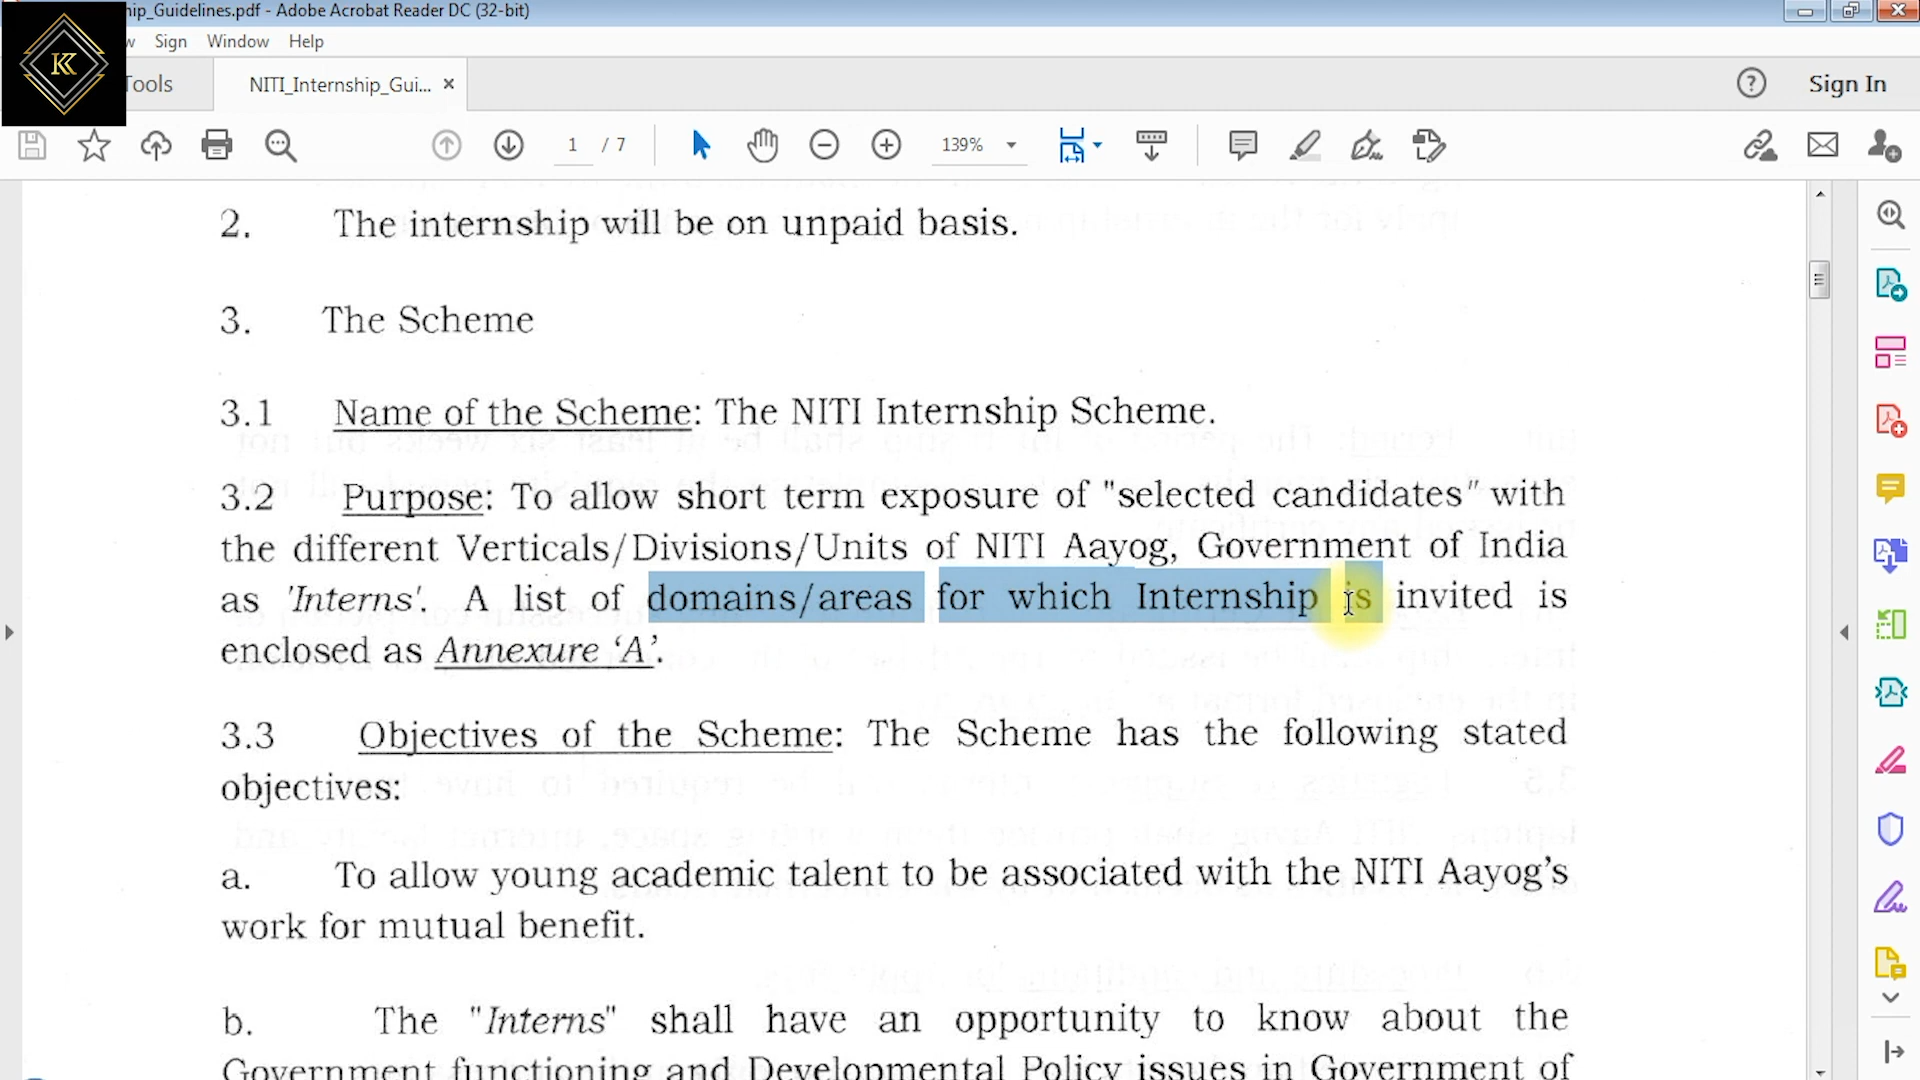 hip_Guidelines.pdf - Adobe Acrobat Reader DC (32-bit)
w Sign Window Help
KK
Tools
NITI_Internship_Gui... ×
Sign In
1 / 7
139%
2. The internship will be on unpaid basis.
3. The Scheme
3.1 Name of the Scheme: The NITI Internship Scheme.
3.2 Purpose: To allow short term exposure of "selected candidates" with
the different Verticals/Divisions/Units of NITI Aayog, Government of India
as 'Interns'. A list of domains/areas for which Internship is invited is
enclosed as Annexure 'A'.
3.3 Objectives of the Scheme: The Scheme has the following stated
objectives:
a. To allow young academic talent to be associated with the NITI Aayog's
work for mutual benefit.
b. The "Interns" shall have an opportunity to know about the
Government functioning and Developmental Policy issues in Government of